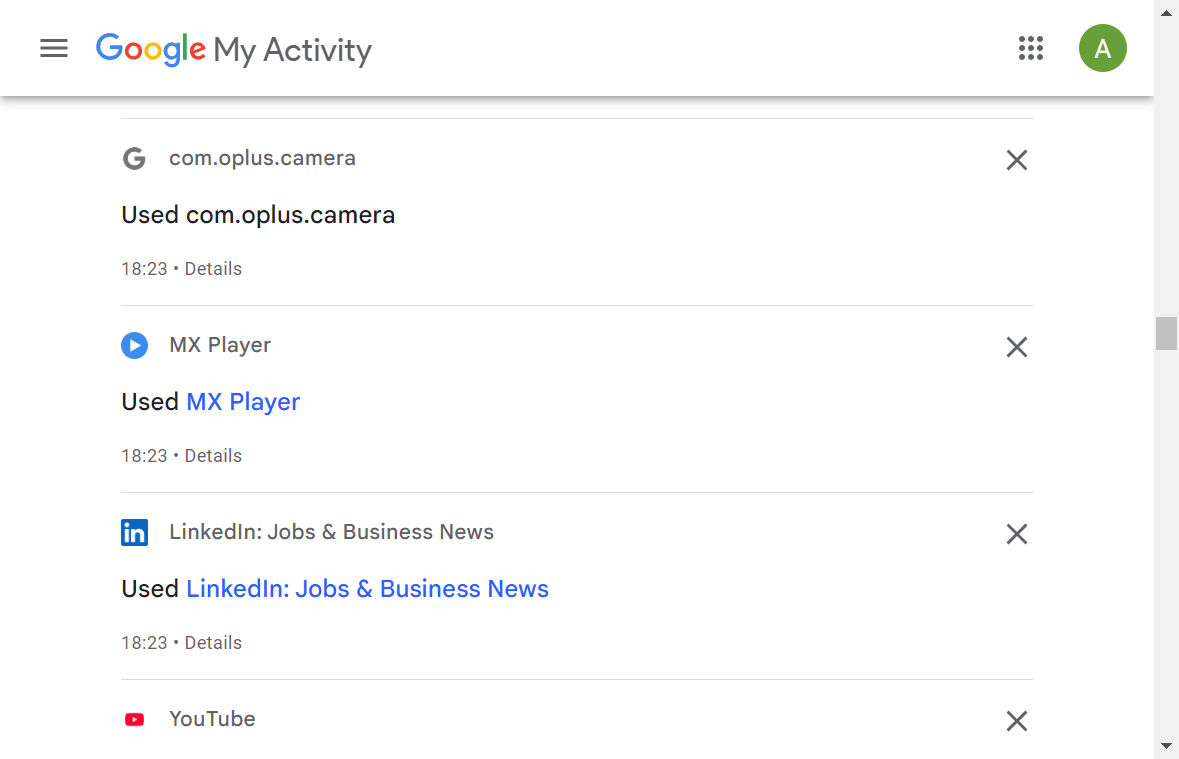 Google My Activity
A
com.oplus.camera
Used com.oplus.camera
18:23 • Details
MX Player
Used MX Player
18:23 • Details
in LinkedIn: Jobs & Business News
Used LinkedIn: Jobs & Business News
18:23 • Details
YouTube